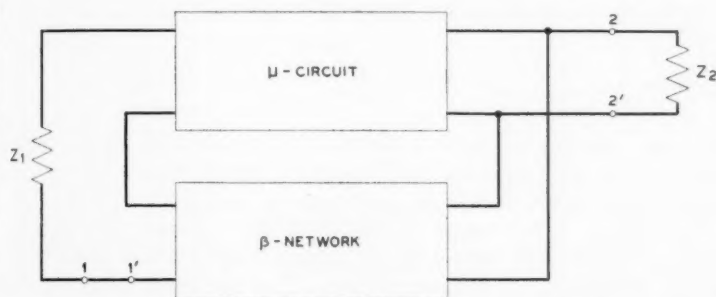 2
μ - CIRCUIT
Z2
2′
Z1
β - NETWORK
1 1′